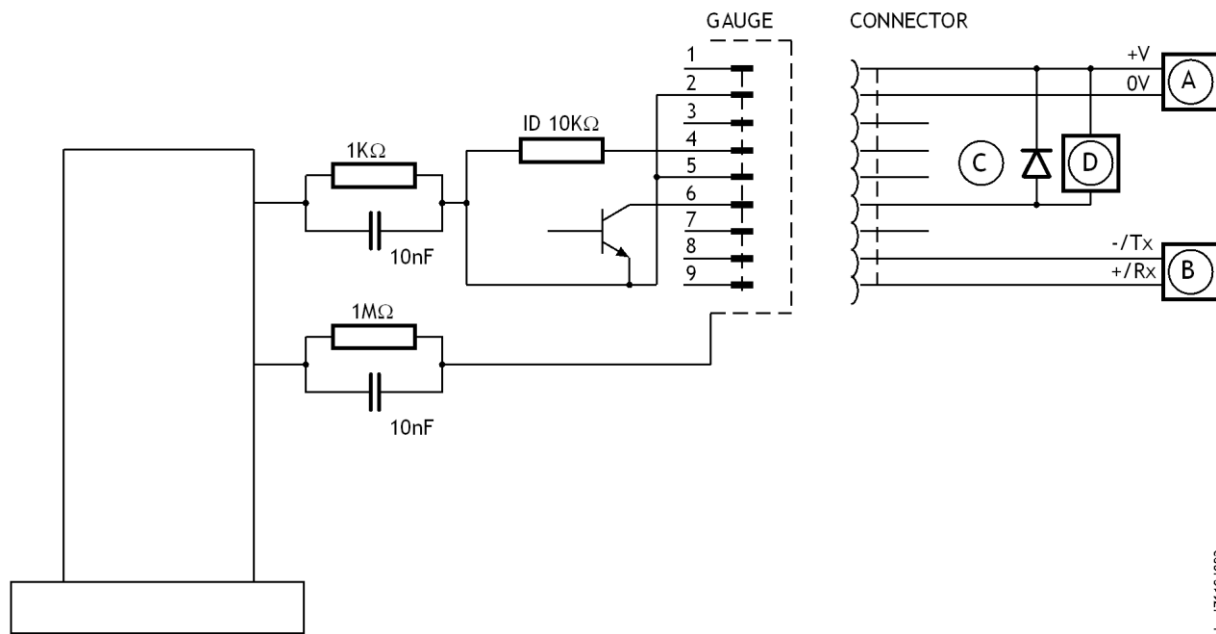 GAUGE
CONNECTOR
1
2
3
4
5
6
7
8
9
+V
0V
A
ID 10KΩ
1KΩ
10nF
C
D
-/Tx
+/Rx
B
1MΩ
10nF